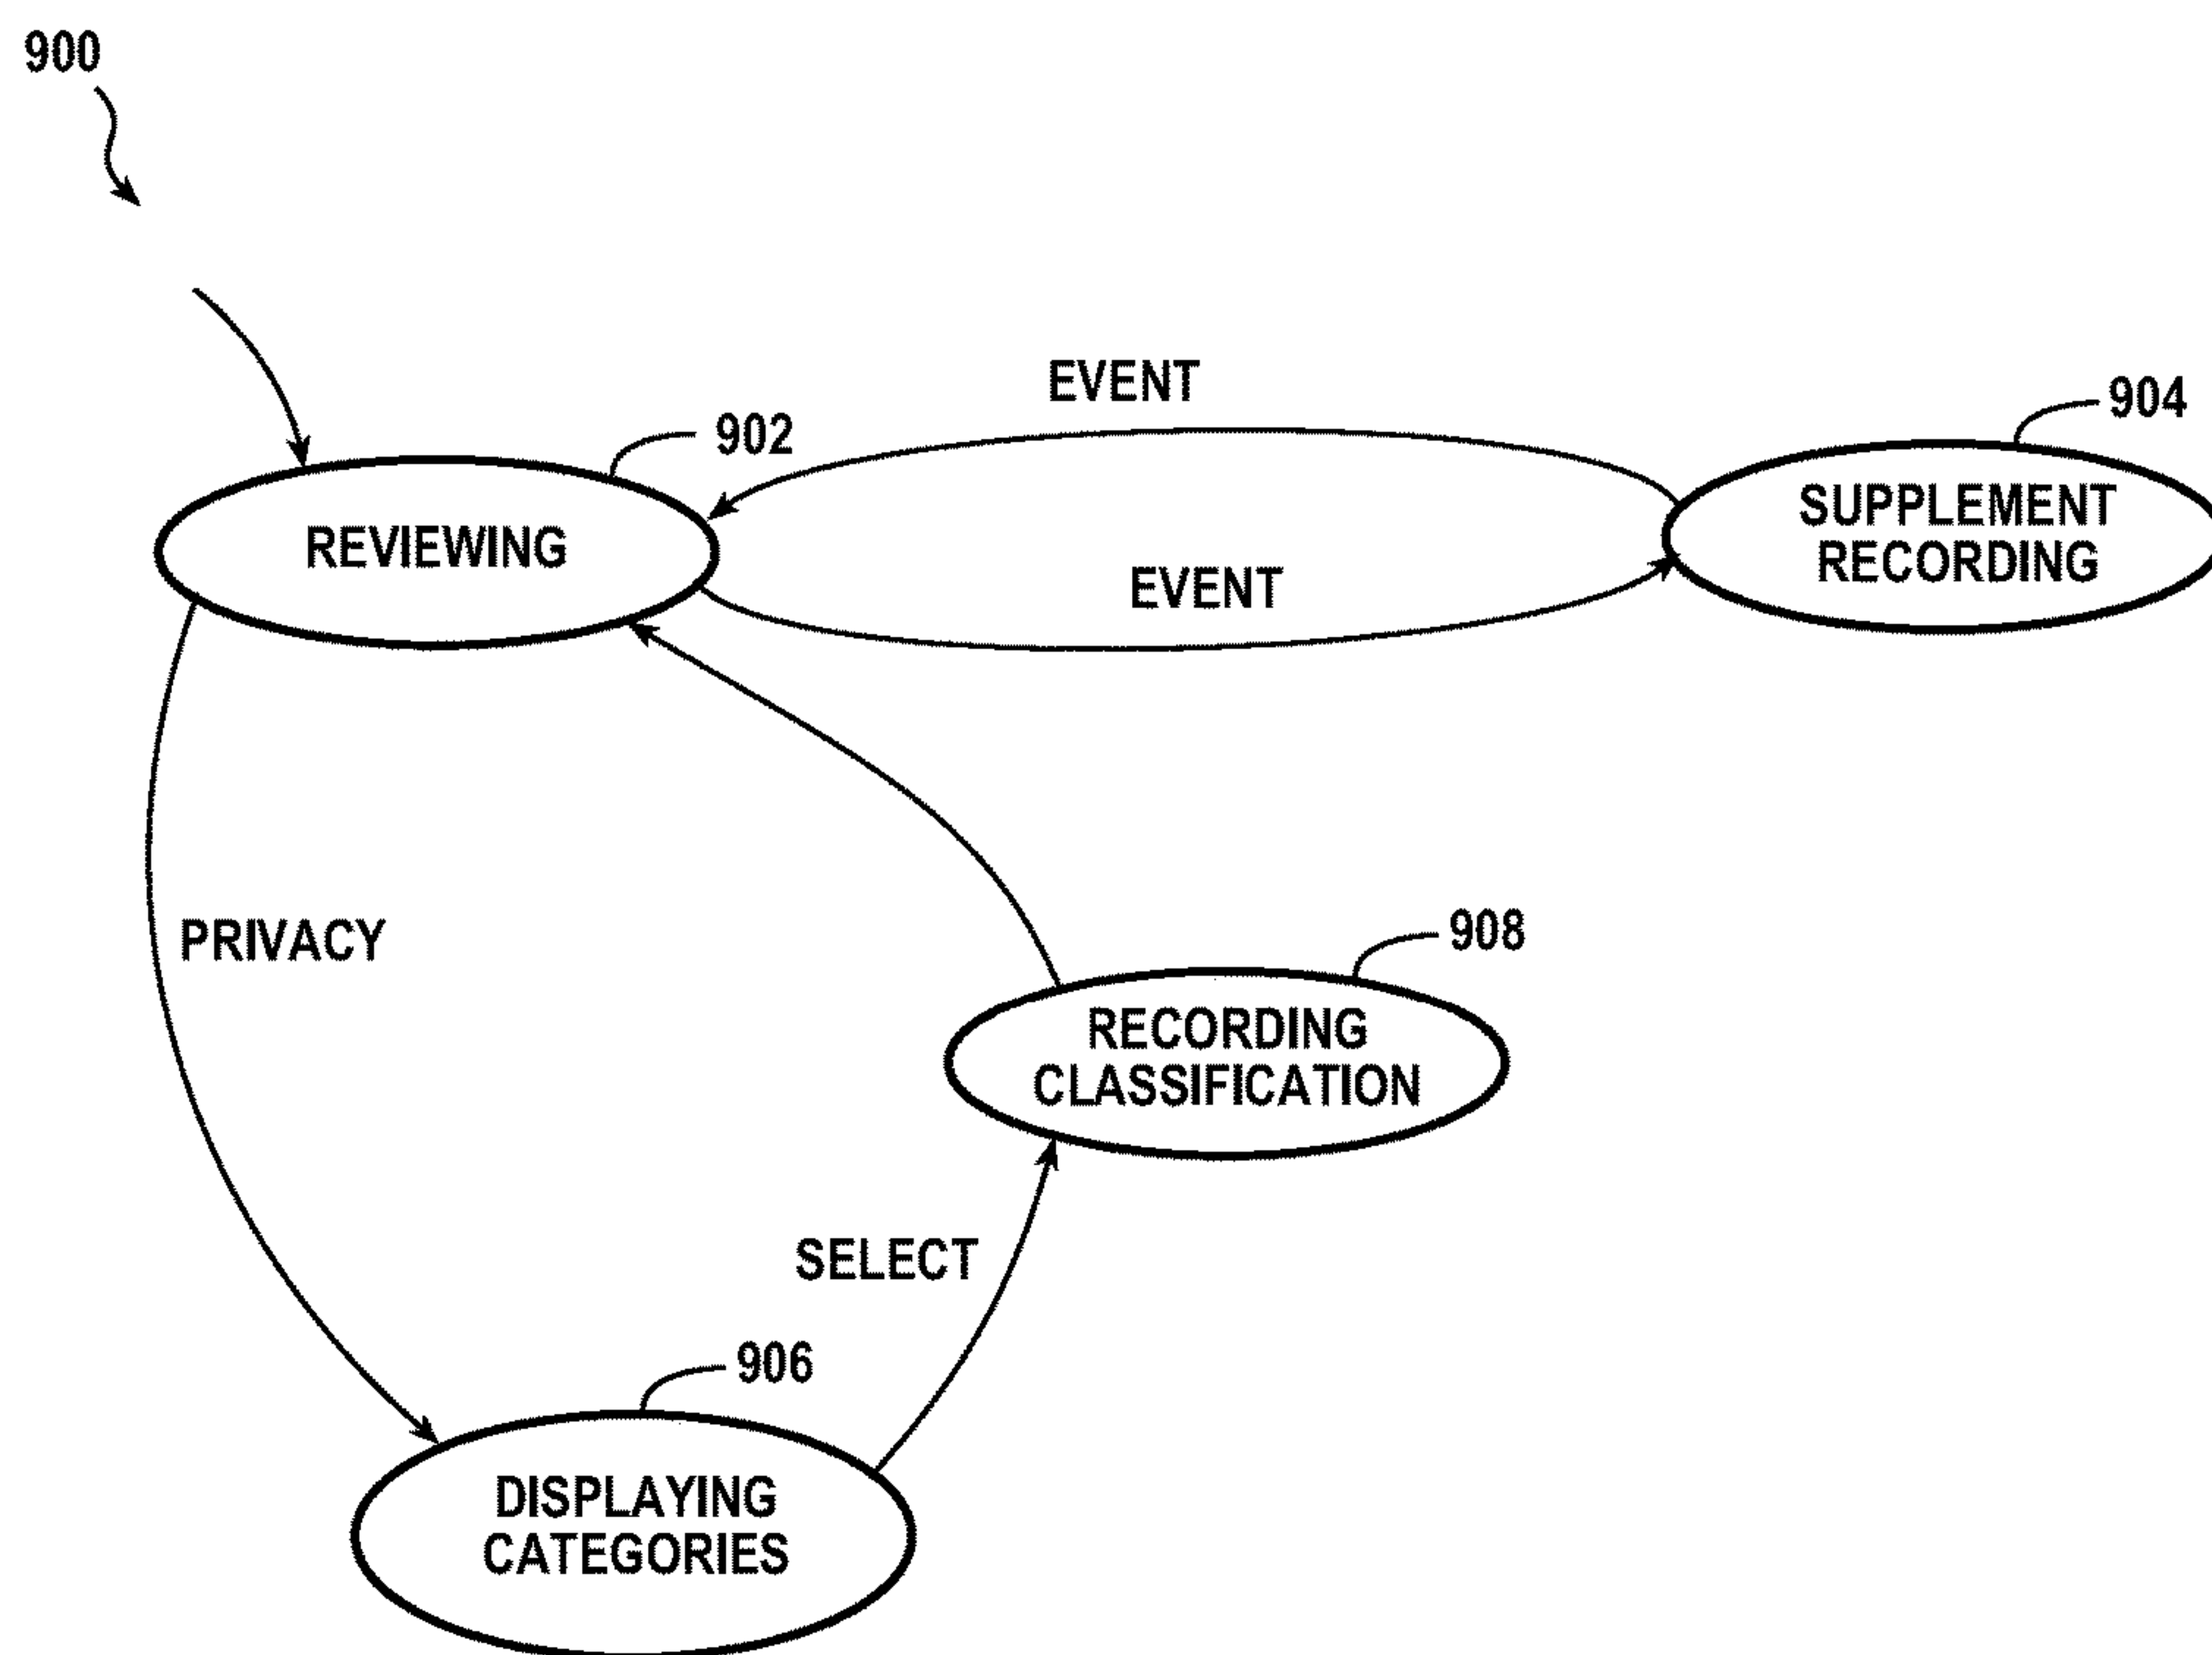 900
EVENT
902
904
REVIEWING
SUPPLEMENT
RECORDING
EVENT
PRIVACY
908
RECORDING
CLASSIFICATION
SELECT
906
DISPLAYING
CATEGORIES